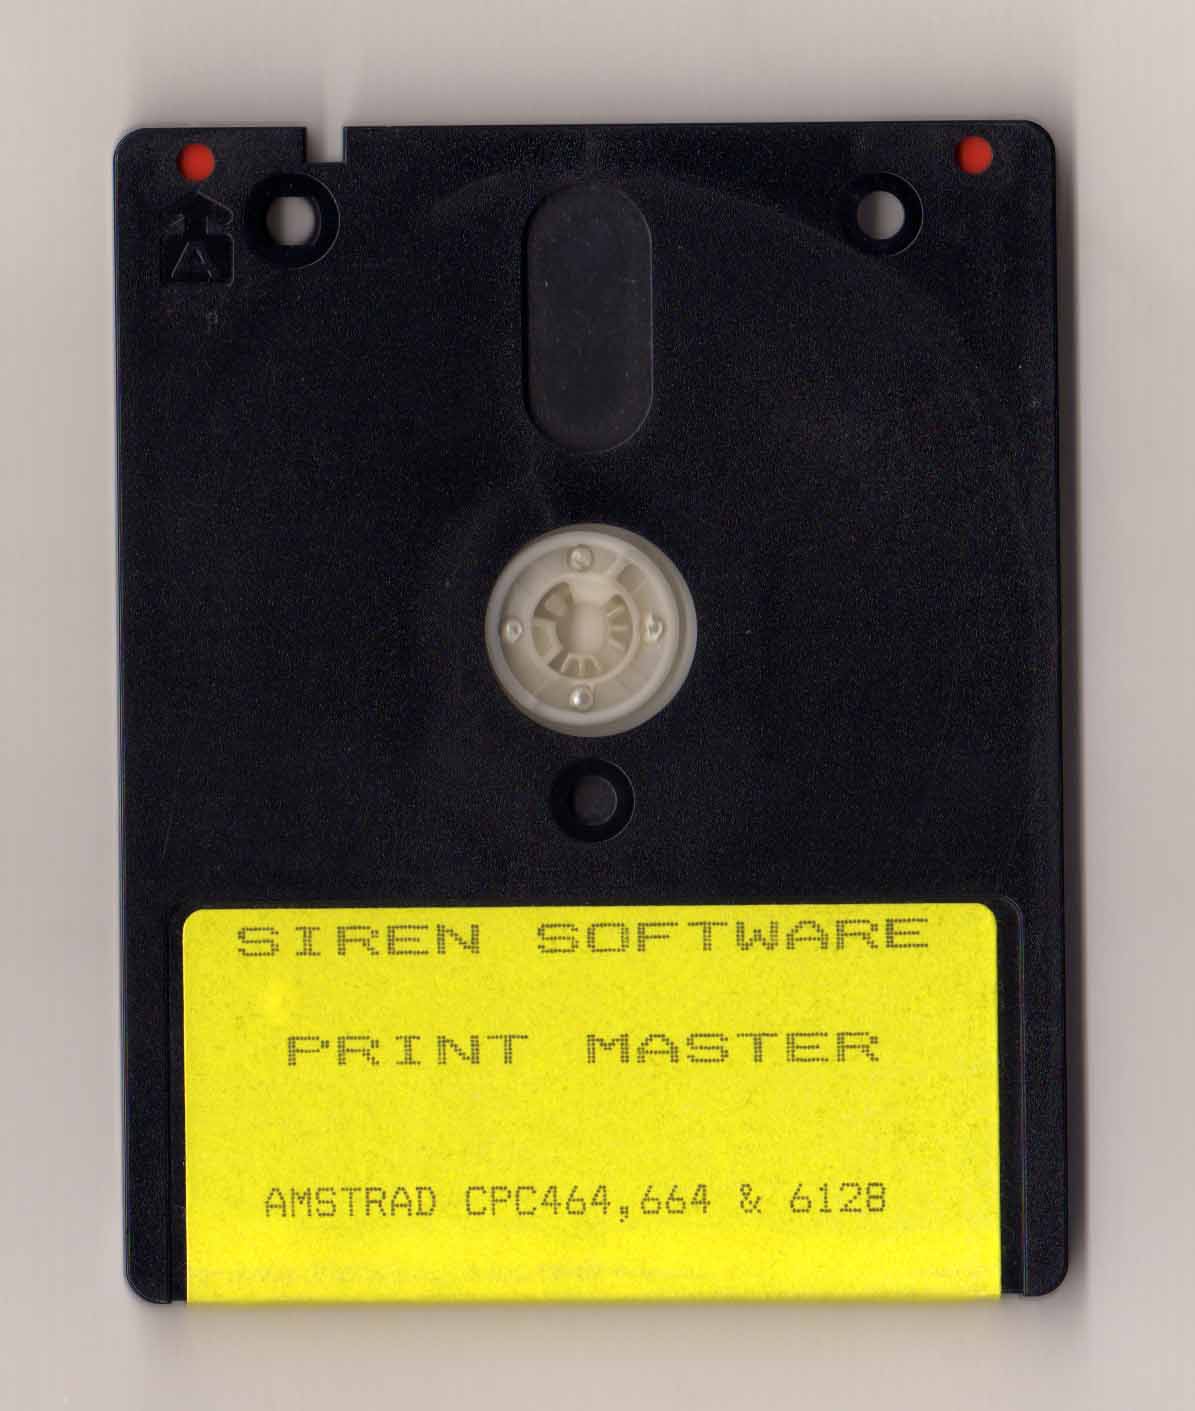 SIREN SOFTWARE
PRINT MASTER
AMSTRAD CPC464,664 & 6128